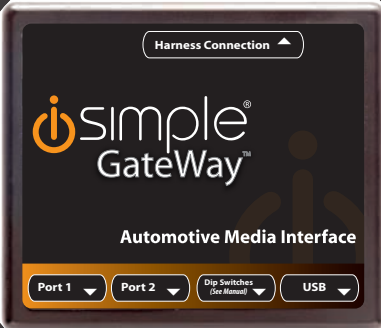 Harness Connection
isimple®
GateWay™
Automotive Media Interface
Port 1 Port 2 Dip Switches USB
(See Manual)